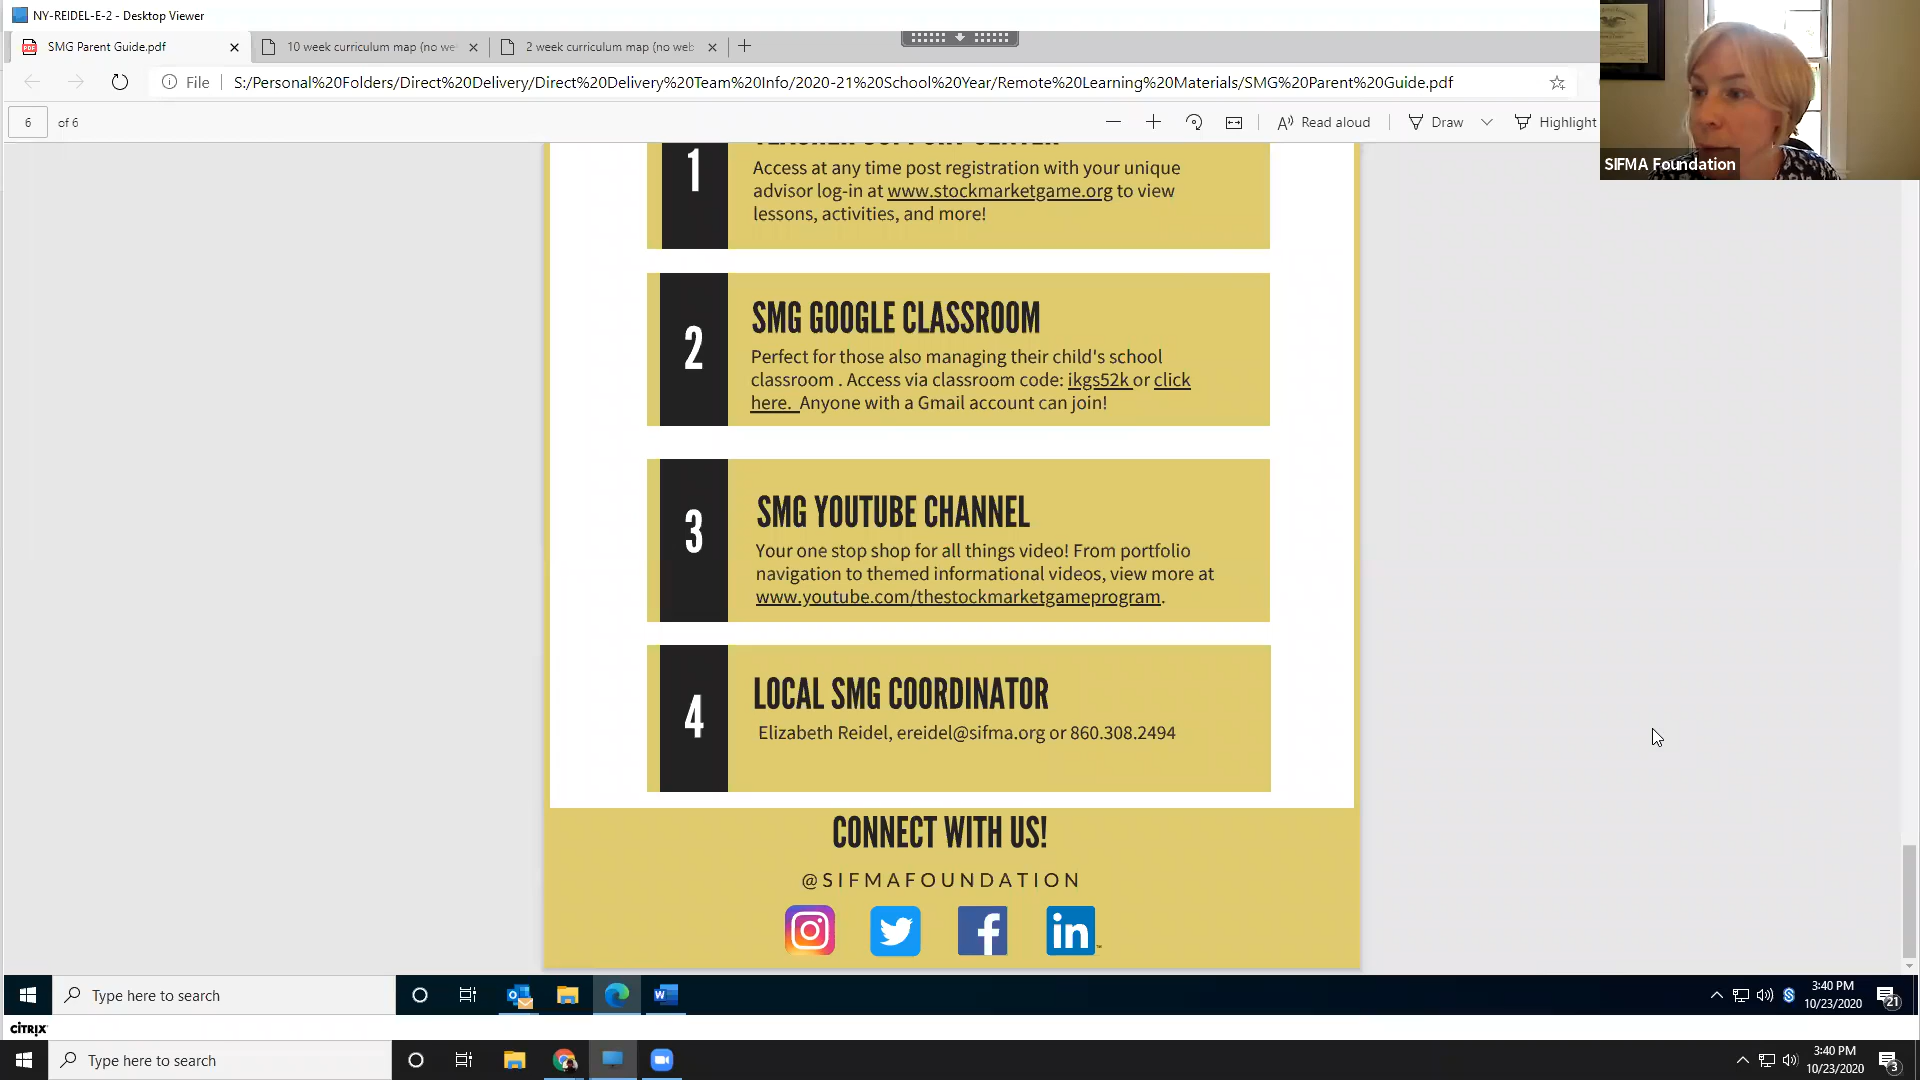 NY-REIDEL-E-2 - Desktop Viewer
SMG Parent Guide.pdf
10 week curriculum map (no we
2 week curriculum map (no web
File
S:/Personal%20Folders/Direct%20Delivery/Direct%20Delivery%20Team%20Info/2020-21%20School%20Year/Remote%20Learning%20Materials/SMG%20Parent%20Guide.pdf
6 of 6
Read aloud
Draw
Highlight
SIFMA Foundation
1
TEACHER SUPPORT CENTER
Access at any time post registration with your unique
advisor log-in at www.stockmarketgame.org to view
lessons, activities, and more!
2
SMG GOOGLE CLASSROOM
Perfect for those also managing their child's school
classroom . Access via classroom code: ikgs52k or click
here. Anyone with a Gmail account can join!
3
SMG YOUTUBE CHANNEL
Your one stop shop for all things video! From portfolio
navigation to themed informational videos, view more at
www.youtube.com/thestockmarketgameprogram.
4
LOCAL SMG COORDINATOR
Elizabeth Reidel, ereidel@sifma.org or 860.308.2494
CONNECT WITH US!
@SIFMAFOUNDATION
Type here to search
3:40 PM
10/23/2020
21
CITRIX
Type here to search
3:40 PM
10/23/2020
3